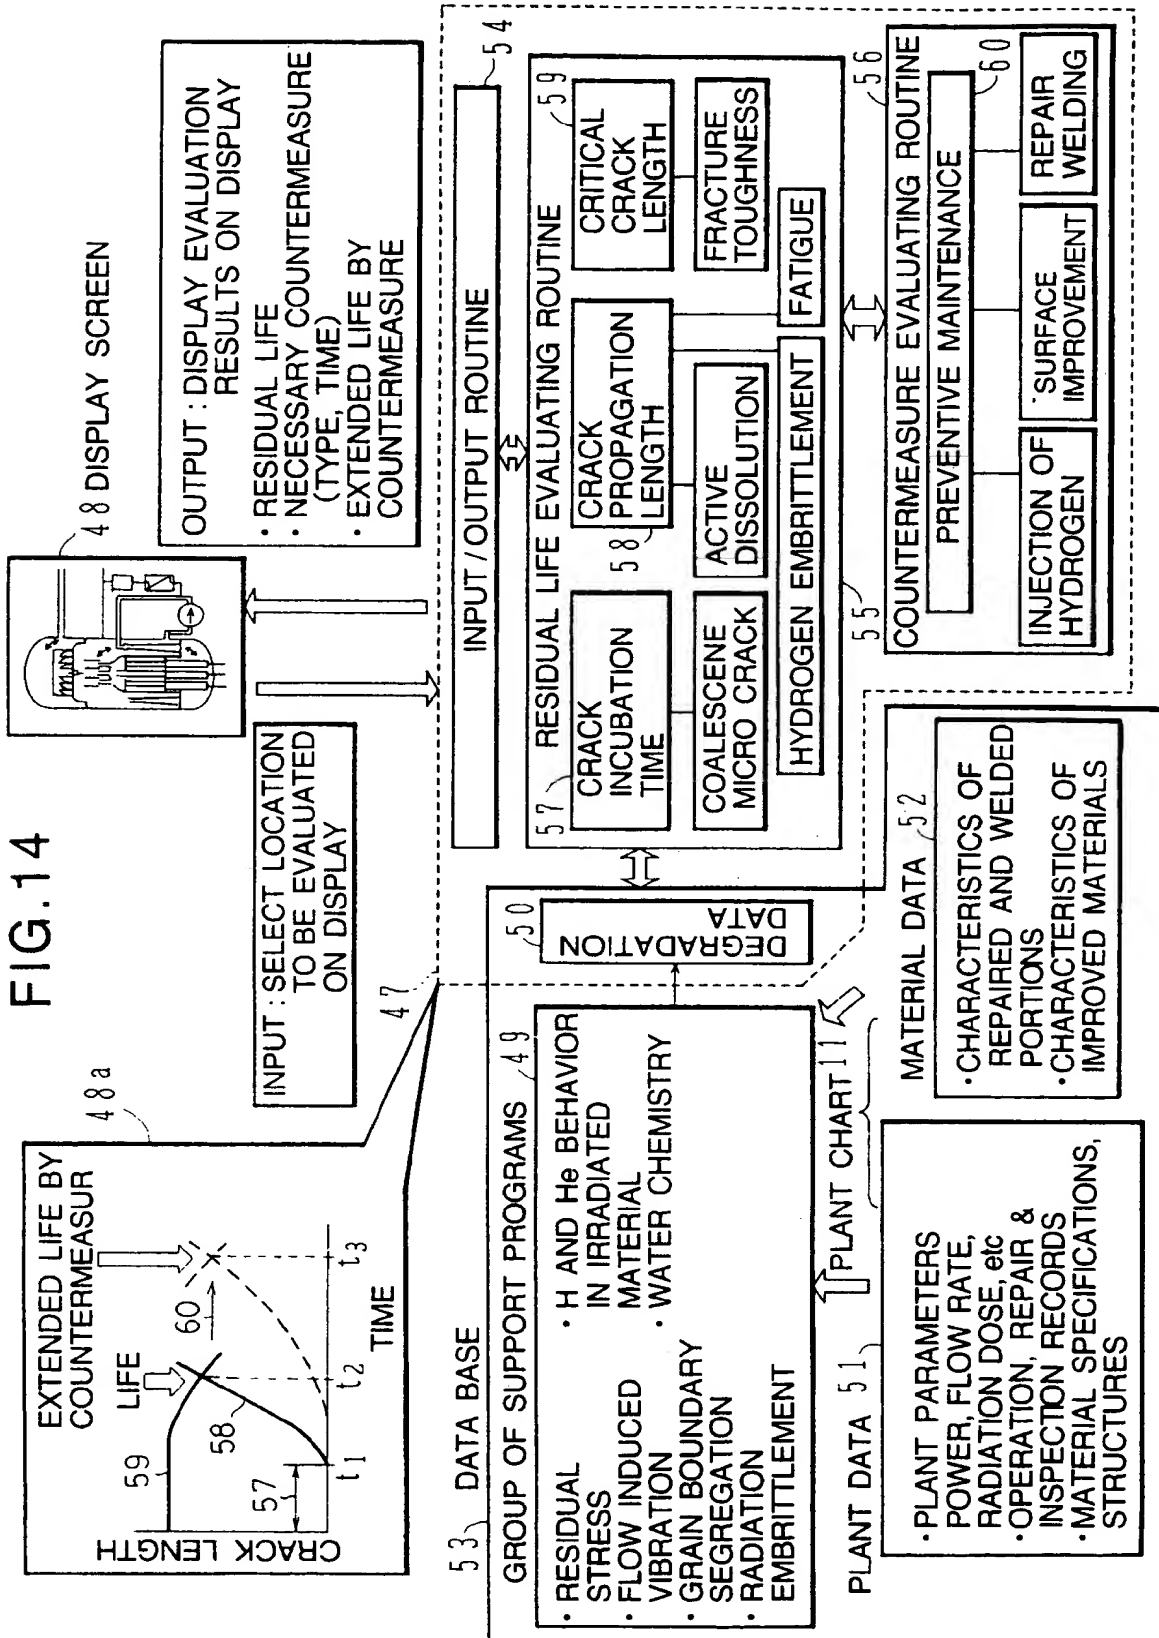 FIG.14
48a
EXTENDED LIFE BY
COUNTERMEASUR
LIFE
59
58
57
60
CRACK LENGTH
t1
t2
t3
TIME
INPUT : SELECT LOCATION
TO BE EVALUATED
ON DISPLAY
48 DISPLAY SCREEN
OUTPUT : DISPLAY EVALUATION
RESULTS ON DISPLAY
· RESIDUAL LIFE
· NECESSARY COUNTERMEASURE
(TYPE, TIME)
· EXTENDED LIFE BY
COUNTERMEASURE
47
INPUT / OUTPUT ROUTINE
54
RESIDUAL LIFE EVALUATING ROUTINE
57
CRACK
INCUBATION
TIME
58
CRACK
PROPAGATION
LENGTH
59
CRITICAL
CRACK
LENGTH
COALESCENE
MICRO CRACK
ACTIVE
DISSOLUTION
FRACTURE
TOUGHNESS
HYDROGEN EMBRITTLEMENT
FATIGUE
55
56
COUNTERMEASURE EVALUATING ROUTINE
PREVENTIVE MAINTENANCE
60
INJECTION OF
HYDROGEN
SURFACE
IMPROVEMENT
REPAIR
WELDING
53 DATA BASE
GROUP OF SUPPORT PROGRAMS 49
· RESIDUAL
STRESS
· FLOW INDUCED
VIBRATION
· GRAIN BOUNDARY
SEGREGATION
· RADIATION
EMBRITTLEMENT
· H AND He BEHAVIOR
IN IRRADIATED
MATERIAL
· WATER CHEMISTRY
50
DEGRADATION
DATA
PLANT CHART 11
PLANT DATA 51
· PLANT PARAMETERS
POWER, FLOW RATE,
RADIATION DOSE, etc
· OPERATION, REPAIR &
INSPECTION RECORDS
· MATERIAL SPECIFICATIONS,
STRUCTURES
MATERIAL DATA 52
· CHARACTERISTICS OF
REPAIRED AND WELDED
PORTIONS
· CHARACTERISTICS OF
IMPROVED MATERIALS